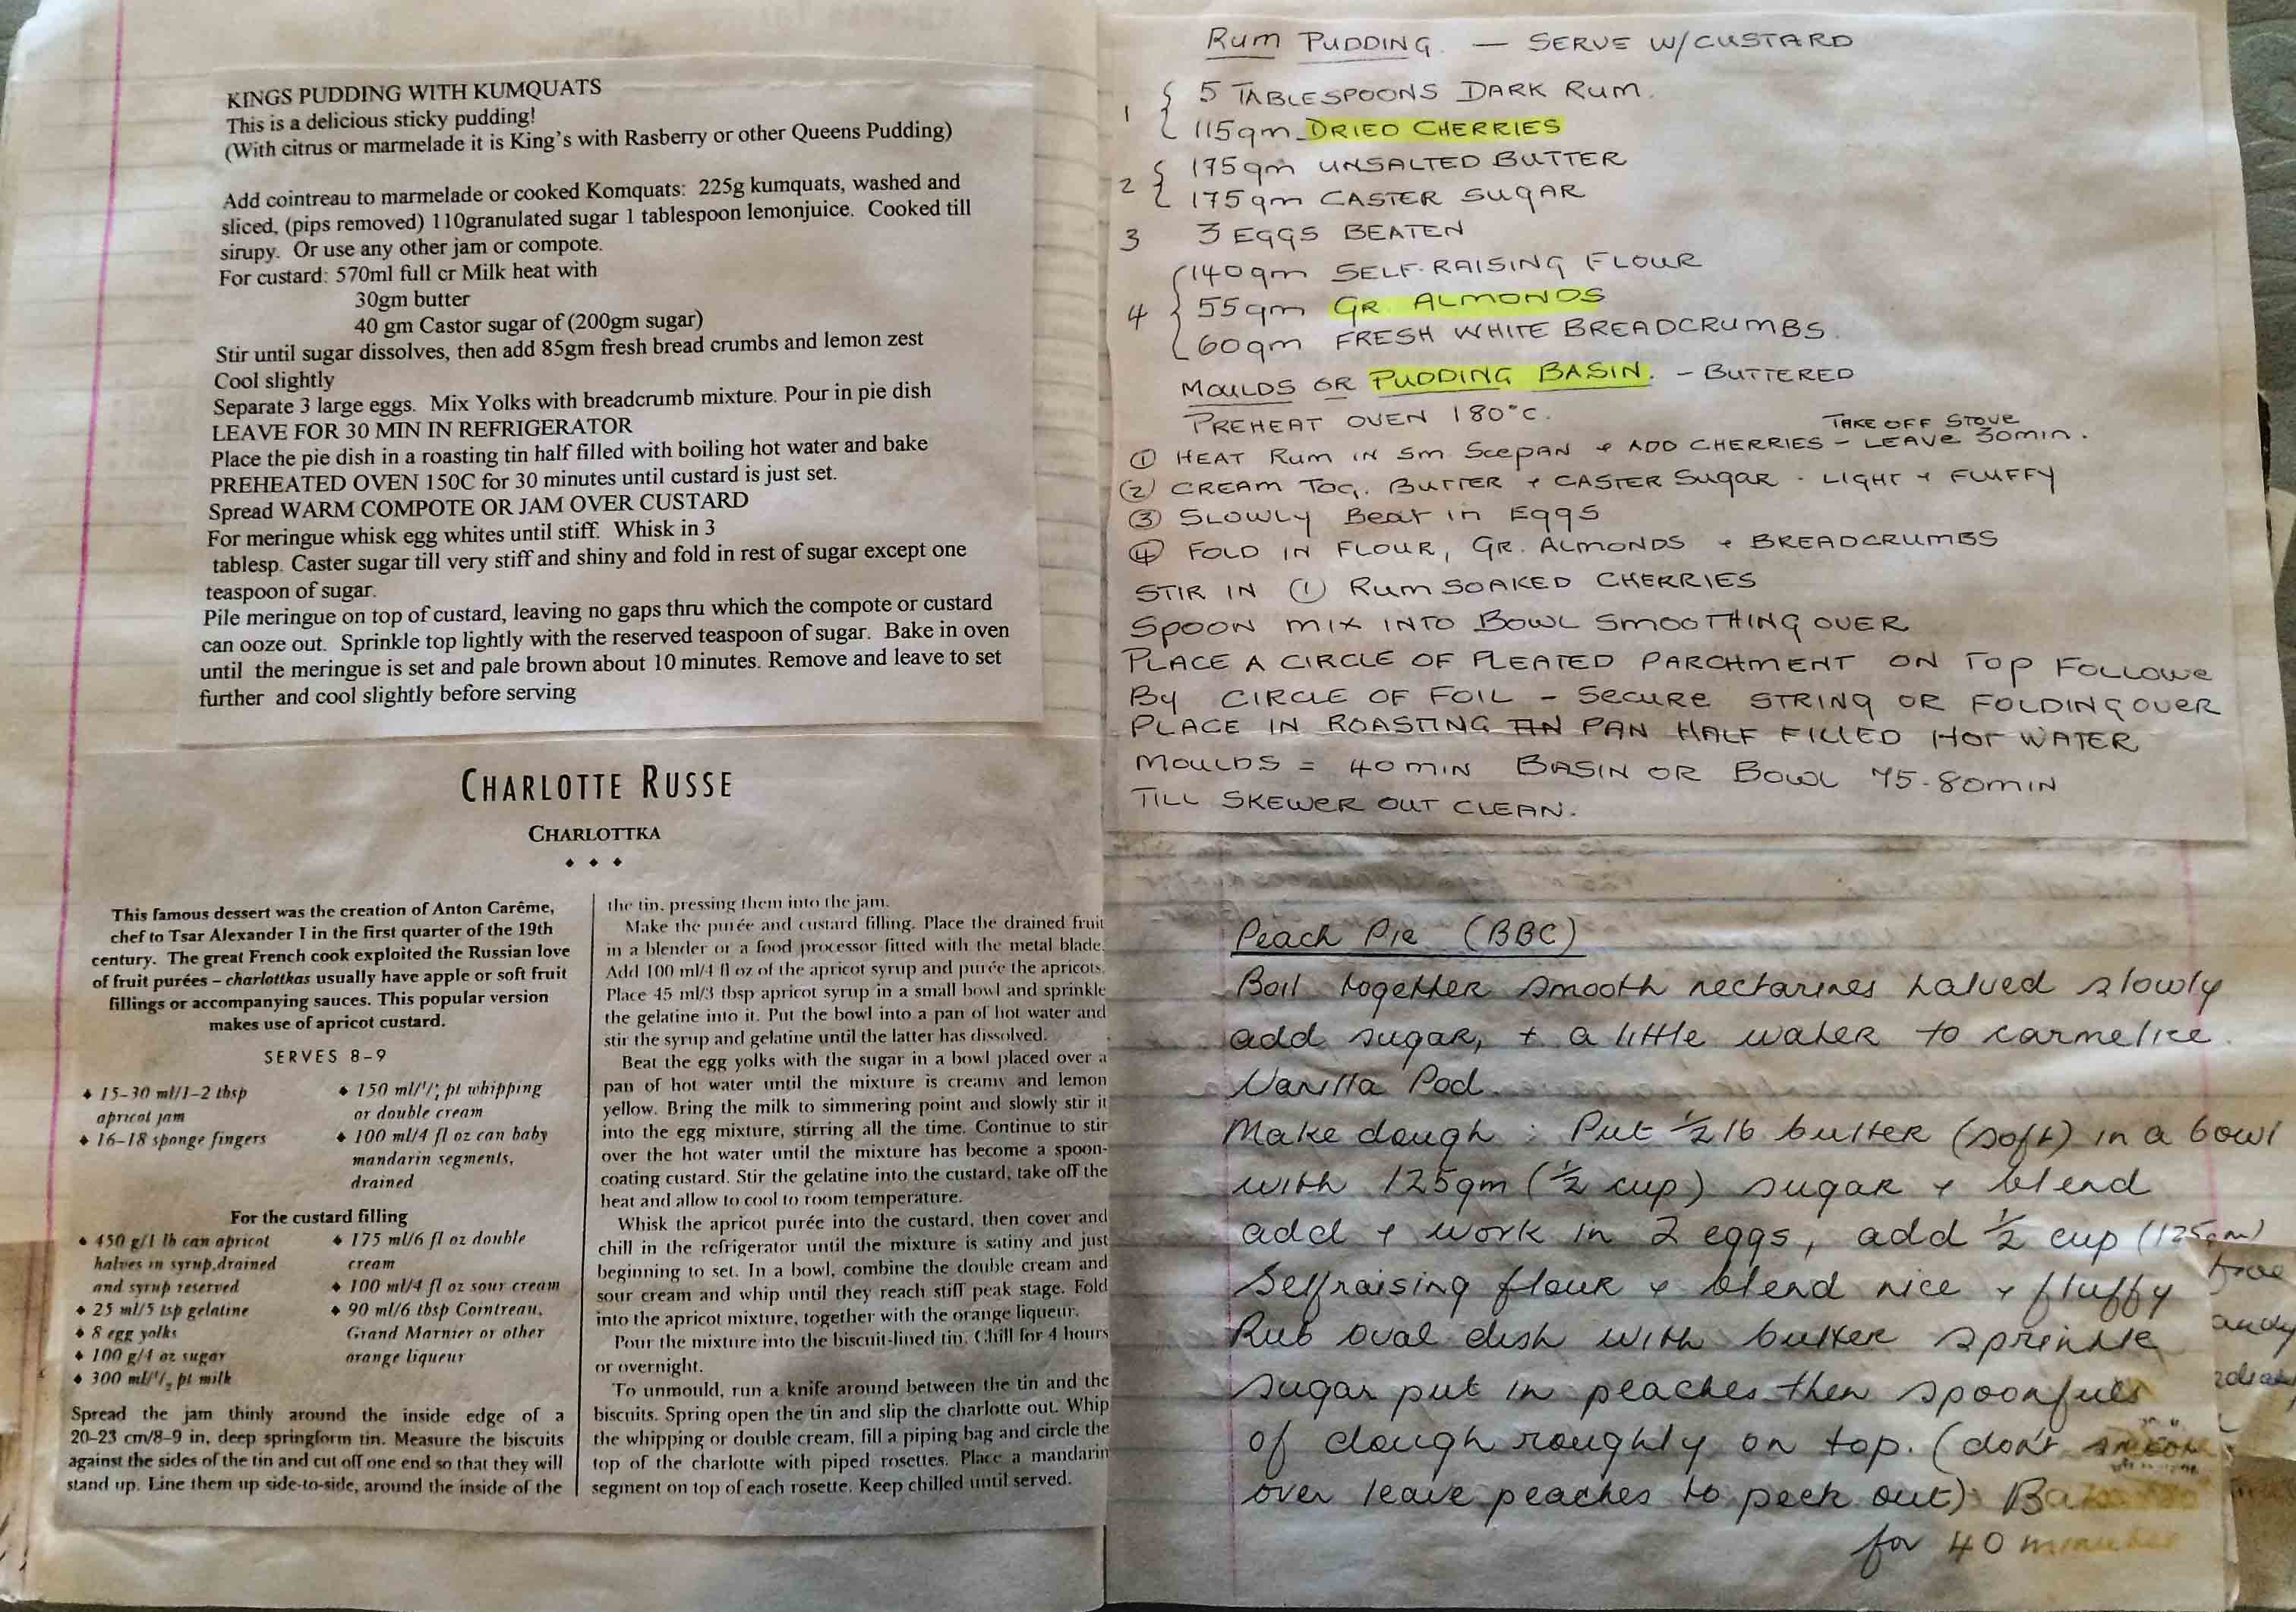 KINGS PUDDING WITH KUMQUATS
This is a delicious sticky pudding!
(With citrus or marmelade it is King's with Rasberry or other Queens Pudding)
Add cointreau to marmelade or cooked Komquats: 225g kumquats, washed and
sliced, (pips removed) 110granulated sugar 1 tablespoon lemonjuice. Cooked till
sirupy. Or use any other jam or compote.
For custard: 570ml full cr Milk heat with
30gm butter
40 gm Castor sugar of (200gm sugar)
Stir until sugar dissolves, then add 85gm fresh bread crumbs and lemon zest
Cool slightly
Separate 3 large eggs. Mix Yolks with breadcrumb mixture. Pour in pie dish
LEAVE FOR 30 MIN IN REFRIGERATOR
Place the pie dish in a roasting tin half filled with boiling hot water and bake
PREHEATED OVEN 150C for 30 minutes until custard is just set.
Spread WARM COMPOTE OR JAM OVER CUSTARD
For meringue whisk egg whites until stiff. Whisk in 3
tablesp. Caster sugar till very stiff and shiny and fold in rest of sugar except one
teaspoon of sugar.
Pile meringue on top of custard, leaving no gaps thru which the compote or custard
can ooze out. Sprinkle top lightly with the reserved teaspoon of sugar. Bake in oven
until the meringue is set and pale brown about 10 minutes. Remove and leave to set
further and cool slightly before serving
CHARLOTTE RUSSE
CHARLOTTKA
This famous dessert was the creation of Anton Carême,
chef to Tsar Alexander I in the first quarter of the 19th
century. The great French cook exploited the Russian love
of fruit purées – charlottkas usually have apple or soft fruit
fillings or accompanying sauces. This popular version
makes use of apricot custard.
SERVES 8–9
♦ 15–30 ml/1–2 tbsp
apricot jam
♦ 16–18 sponge fingers
♦ 150 ml/¼ pt whipping
or double cream
♦ 100 ml/4 fl oz can baby
mandarin segments,
drained
For the custard filling
♦ 450 g/1 lb can apricot
halves in syrup,drained
and syrup reserved
♦ 25 ml/5 tsp gelatine
♦ 8 egg yolks
♦ 100 g/4 oz sugar
♦ 300 ml/½ pt milk
♦ 175 ml/6 fl oz double
cream
♦ 100 ml/4 fl oz sour cream
♦ 90 ml/6 tbsp Cointreau,
Grand Marnier or other
orange liqueur
Spread the jam thinly around the inside edge of a
20–23 cm/8–9 in, deep springform tin. Measure the biscuits
against the sides of the tin and cut off one end so that they will
stand up. Line them up side-to-side, around the inside of the
the tin, pressing them into the jam.
Make the purée and custard filling. Place the drained fruit
in a blender or a food processor fitted with the metal blade.
Add 100 ml/4 fl oz of the apricot syrup and purée the apricots.
Place 45 ml/3 tbsp apricot syrup in a small bowl and sprinkle
the gelatine into it. Put the bowl into a pan of hot water and
stir the syrup and gelatine until the latter has dissolved.
Beat the egg yolks with the sugar in a bowl placed over a
pan of hot water until the mixture is creamy and lemon
yellow. Bring the milk to simmering point and slowly stir it
into the egg mixture, stirring all the time. Continue to stir
over the hot water until the mixture has become a spoon-
coating custard. Stir the gelatine into the custard, take off the
heat and allow to cool to room temperature.
Whisk the apricot purée into the custard, then cover and
chill in the refrigerator until the mixture is satiny and just
beginning to set. In a bowl, combine the double cream and
sour cream and whip until they reach stiff peak stage. Fold
into the apricot mixture, together with the orange liqueur.
Pour the mixture into the biscuit-lined tin. Chill for 4 hours
or overnight.
To unmould, run a knife around between the tin and the
biscuits. Spring open the tin and slip the charlotte out. Whip
the whipping or double cream, fill a piping bag and circle the
top of the charlotte with piped rosettes. Place a mandarin
segment on top of each rosette. Keep chilled until served.
RUM PUDDING — SERVE W/CUSTARD
1 { 5 TABLESPOONS DARK RUM.
115gm DRIED CHERRIES
2 { 175gm UNSALTED BUTTER
175gm CASTER SUGAR
3 3 EGGS BEATEN
4 { 140gm SELF-RAISING FLOUR
55gm GR. ALMONDS
60gm FRESH WHITE BREADCRUMBS.
MOULDS OR PUDDING BASIN. - BUTTERED
PREHEAT OVEN 180°C.
TAKE OFF STOVE
① HEAT RUM IN SM SCEPAN + ADD CHERRIES - LEAVE 30MIN.
② CREAM TOG. BUTTER + CASTER SUGAR - LIGHT + FLUFFY
③ SLOWLY BEAT IN EGGS
④ FOLD IN FLOUR, GR. ALMONDS + BREADCRUMBS
STIR IN ① RUM SOAKED CHERRIES
SPOON MIX INTO BOWL SMOOTHING OVER
PLACE A CIRCLE OF PLEATED PARCHMENT ON TOP FOLLOWE
BY CIRCLE OF FOIL - SECURE STRING OR FOLDING OVER
PLACE IN ROASTING PAN HALF FILLED HOT WATER
MOULDS = 40MIN BASIN OR BOWL 75-80MIN
TILL SKEWER OUT CLEAN.
Peach Pie (BBC)
Boil together smooth nectarines halved slowly
add sugar, + a little water to carmelice.
Vanilla Pod.
Make dough : Put ½ lb butter (soft) in a bowl
with 125gm (½ cup) sugar + blend
add + work in 2 eggs, add ½ cup (125gm)
Selfraising flour + blend nice + fluffy
Rub oval dish with butter sprinkle
sugar put in peaches then spoonfuls
of dough roughly on top. (don't
over leave peaches to peek out)
for 40 minutes